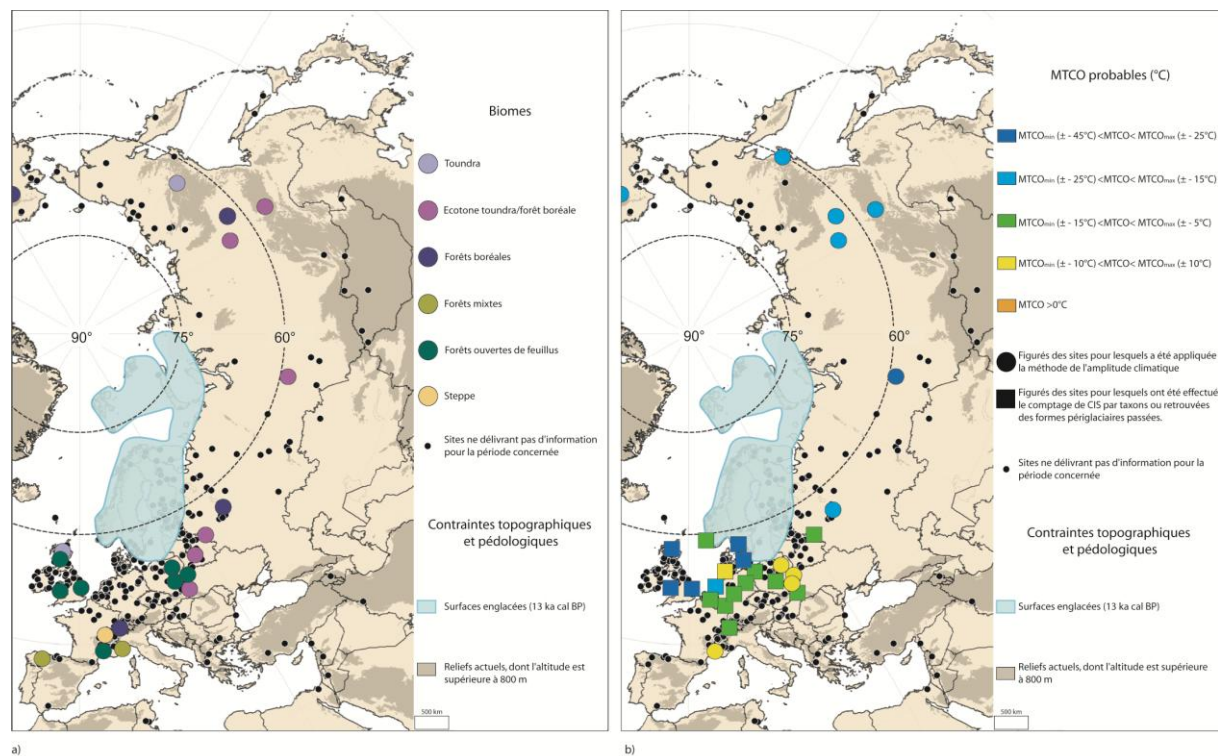 Biomes
Toundra
Ecotone toundra/forêt boréale
Forêts boréales
Forêts mixtes
Forêts ouvertes de feuillus
Steppe
Sites ne délivrant pas d'information
pour la période concernée
Contraintes topographiques
et pédologiques
Surfaces englacées (13 ka cal BP)
Reliefs actuels, dont l'altitude est
supérieure à 800 m
90°
75°
60°
500 km
a)
MTCO probables (°C)
MTCOmin (± - 45°C) <MTCO< MTCOmax (± - 25°C)
MTCOmin (± - 25°C) <MTCO< MTCOmax (± - 15°C)
MTCOmin (± - 15°C) <MTCO< MTCOmax (± - 5°C)
MTCOmin (± - 10°C) <MTCO< MTCOmax (± 10°C)
MTCO >0°C
Figurés des sites pour lesquels a été appliquée
la méthode de l'amplitude climatique
Figurés des sites pour lesquels ont été effectué
le comptage de CIS par taxons ou retrouvées
des formes périglaciaires passées.
Sites ne délivrant pas d'information pour la
période concernée
Contraintes topographiques
et pédologiques
Surfaces englacées (13 ka cal BP)
Reliefs actuels, dont l'altitude est supérieure
à 800 m
90°
75°
60°
500 km
b)